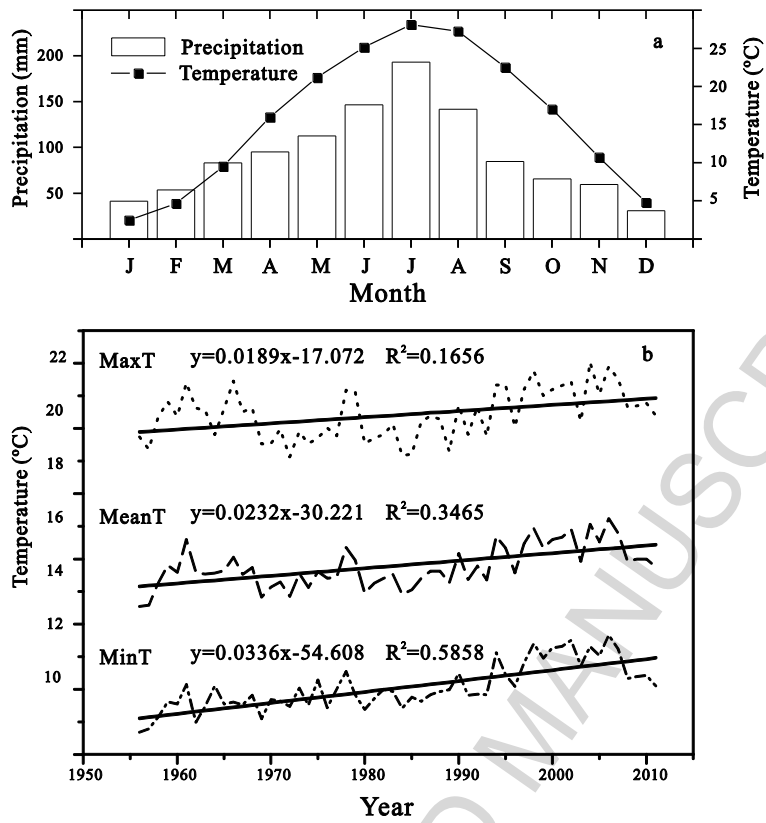 a
Precipitation
Temperature
200
150
100
50
Precipitation (mm)
25
20
15
10
5
Temperature (ºC)
J F M A M J J A S O N D
Month
b
22
20
18
16
14
12
10
Temperature (ºC)
MaxT y=0.0189x-17.072 R²=0.1656
MeanT y=0.0232x-30.221 R²=0.3465
MinT y=0.0336x-54.608 R²=0.5858
1950 1960 1970 1980 1990 2000 2010
Year